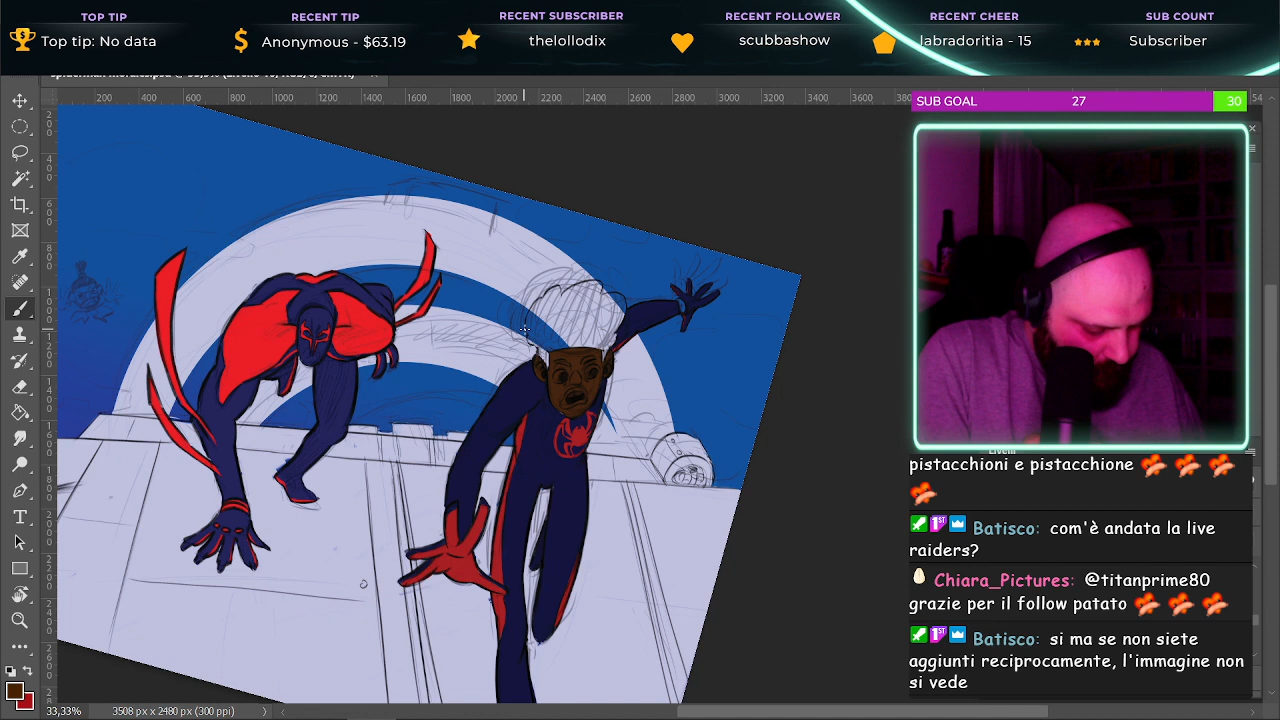 TOP TIP
Top tip: No data
RECENT TIP
Anonymous - $63.19
RECENT SUBSCRIBER
thelollodix
RECENT FOLLOWER
scubbashow
RECENT CHEER
labradoritia - 15
SUB COUNT
Subscriber
200 400 600 800 1000 1200 1400 1600 1800 2000 2200 2400 2600 2800 3000 3200 3400 3600
SUB GOAL 27 30
pistacchioni e pistacchione
Batisco: com'è andata la live
raiders?
Chiara_Pictures: @titanprime80
grazie per il follow patato
Batisco: si ma se non siete
aggiunti reciprocamente, l'immagine non
si vede
33,33% 3508 px x 2480 px (300 ppi)